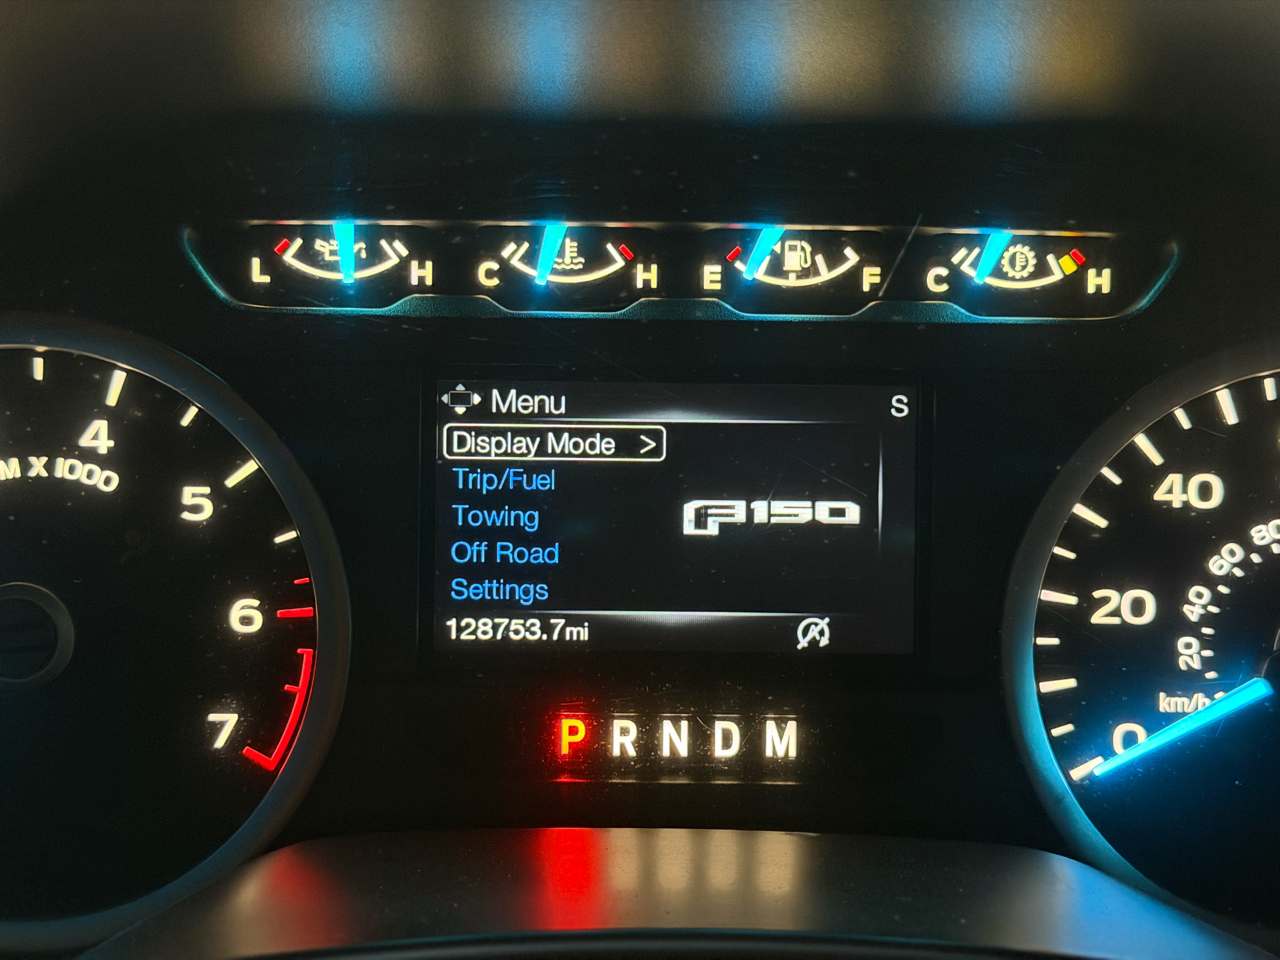 L H C H E F C H
Menu S
Display Mode >
Trip/Fuel
Towing
F150
Off Road
Settings
128753.7mi
PRNDM
4
5
6
7
X 1000
40
20
0
80
60
40
20
km/h